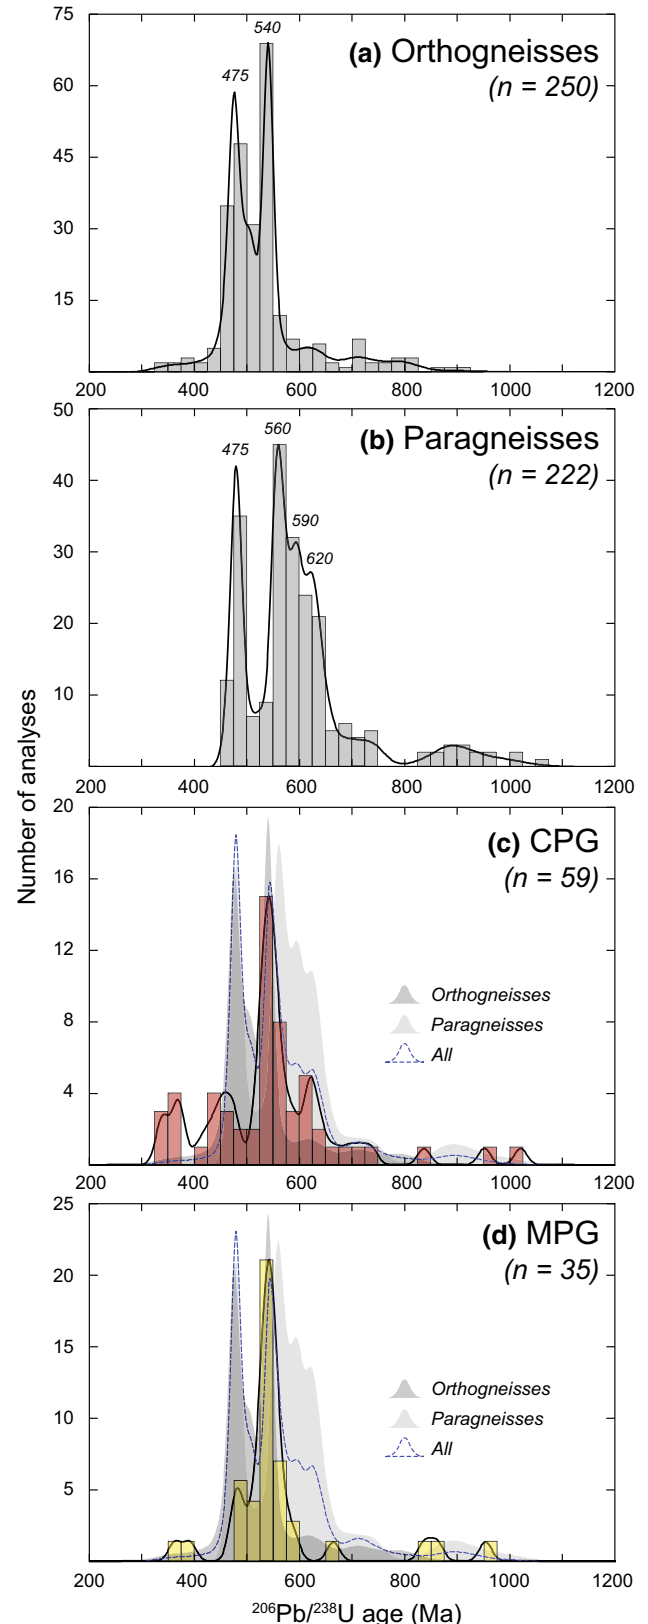 75
60
45
30
15
475
540
(a) Orthogneisses
(n = 250)
200 400 600 800 1000 1200
50
40
30
20
10
475
560
590
620
(b) Paragneisses
(n = 222)
200 400 600 800 1000 1200
Number of analyses
20
16
12
8
4
(c) CPG
(n = 59)
Orthogneisses
Paragneisses
All
200 400 600 800 1000 1200
25
20
15
10
5
(d) MPG
(n = 35)
Orthogneisses
Paragneisses
All
200 400 600 800 1000 1200
²⁰⁶Pb/²³⁸U age (Ma)